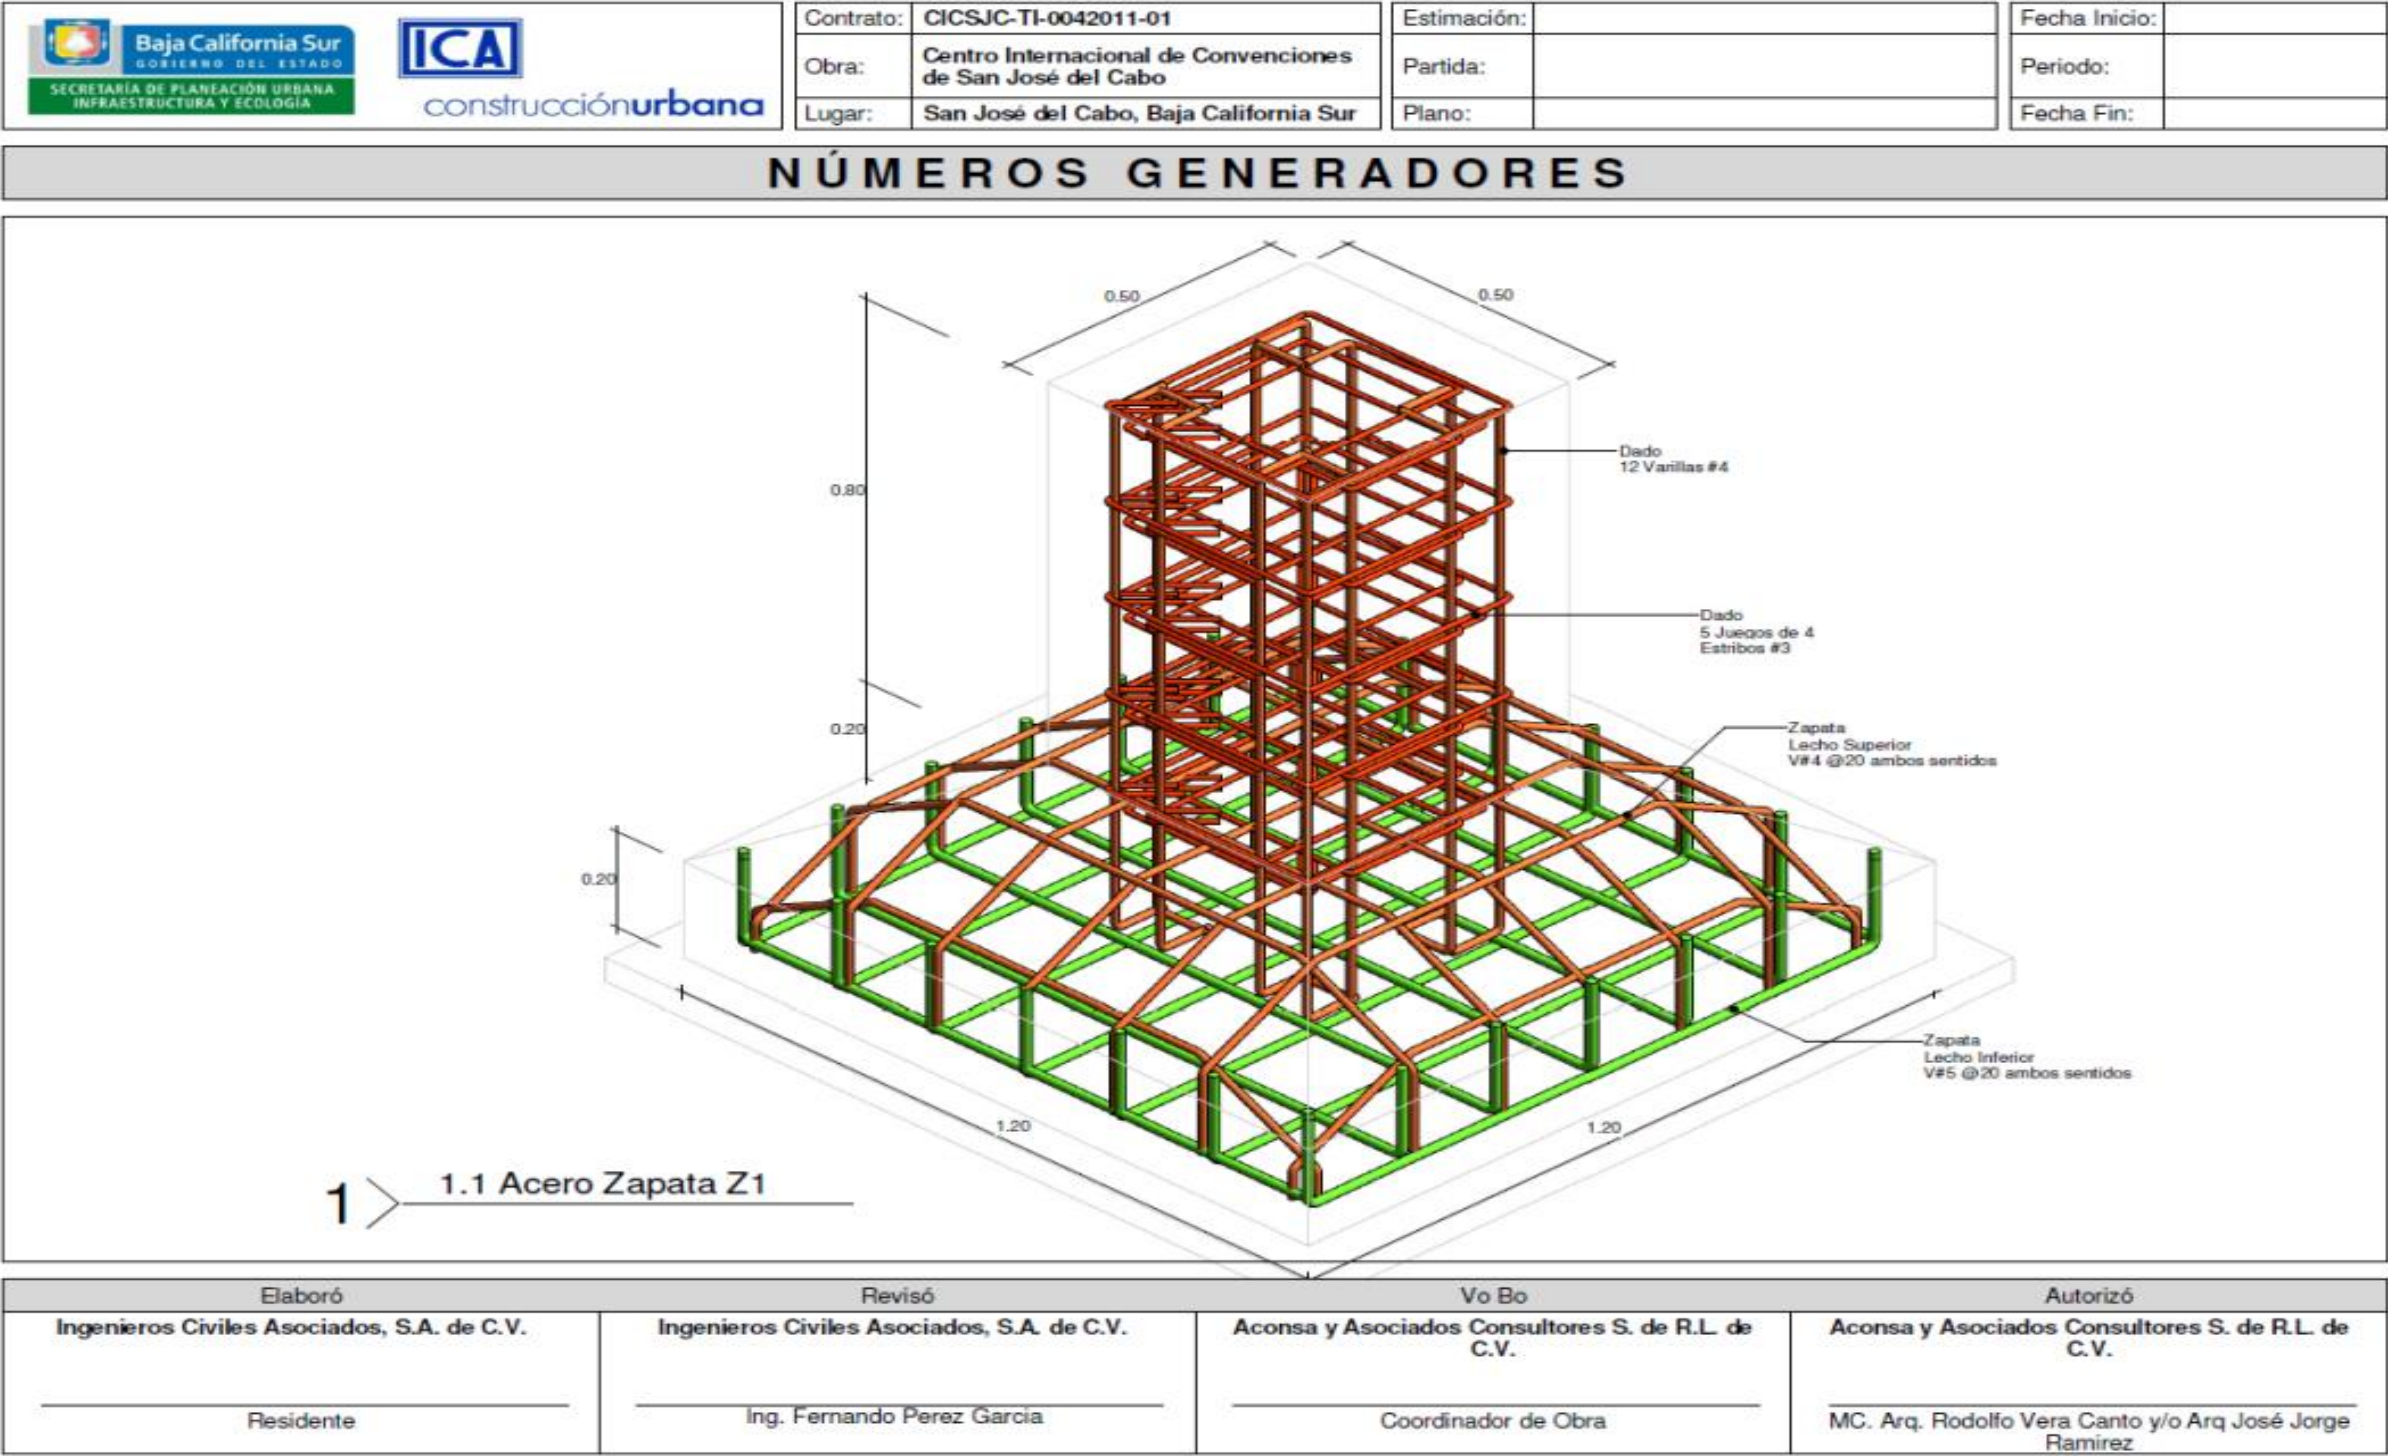 Baja California Sur
GOBIERNO DEL ESTADO
SECRETARÍA DE PLANEACIÓN URBANA
INFRAESTRUCTURA Y ECOLOGÍA
ICA
construcciónurbana
Contrato: CICSJC-TI-0042011-01
Obra: Centro Internacional de Convenciones
de San José del Cabo
Lugar: San José del Cabo, Baja California Sur
Estimación:
Partida:
Plano:
Fecha Inicio:
Periodo:
Fecha Fin:
NÚMEROS GENERADORES
0.50
0.50
0.80
Dado
12 Varillas #4
Dado
5 Juegos de 4
Estribos #3
0.20
Zapata
Lecho Superior
V#4 @20 ambos sentidos
0.20
Zapata
Lecho Inferior
V#5 @20 ambos sentidos
1.20
1.20
1
1.1 Acero Zapata Z1
Elaboró
Ingenieros Civiles Asociados, S.A. de C.V.
Residente
Revisó
Ingenieros Civiles Asociados, S.A. de C.V.
Ing. Fernando Perez Garcia
Vo Bo
Aconsa y Asociados Consultores S. de R.L. de
C.V.
Coordinador de Obra
Autorizó
Aconsa y Asociados Consultores S. de R.L. de
C.V.
MC. Arq. Rodolfo Vera Canto y/o Arq José Jorge
Ramirez